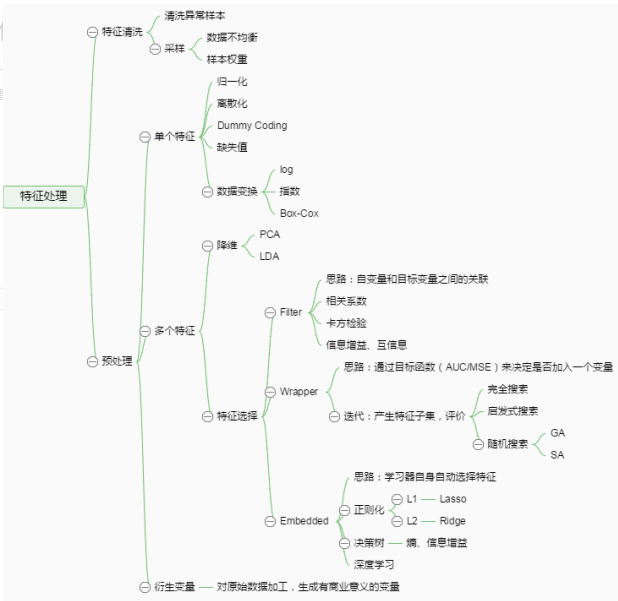 特征处理
特征清洗
清洗异常样本
采样
数据不均衡
样本权重
预处理
单个特征
归一化
离散化
Dummy Coding
缺失值
数据变换
log
指数
Box-Cox
多个特征
降维
PCA
LDA
特征选择
Filter
思路：自变量和目标变量之间的关联
相关系数
卡方检验
信息增益、互信息
Wrapper
思路：通过目标函数（AUC/MSE）来决定是否加入一个变量
迭代：产生特征子集，评价
完全搜索
启发式搜索
随机搜索
GA
SA
Embedded
思路：学习器自身自动选择特征
正则化
L1
Lasso
L2
Ridge
决策树
熵、信息增益
深度学习
衍生变量
对原始数据加工，生成有商业意义的变量